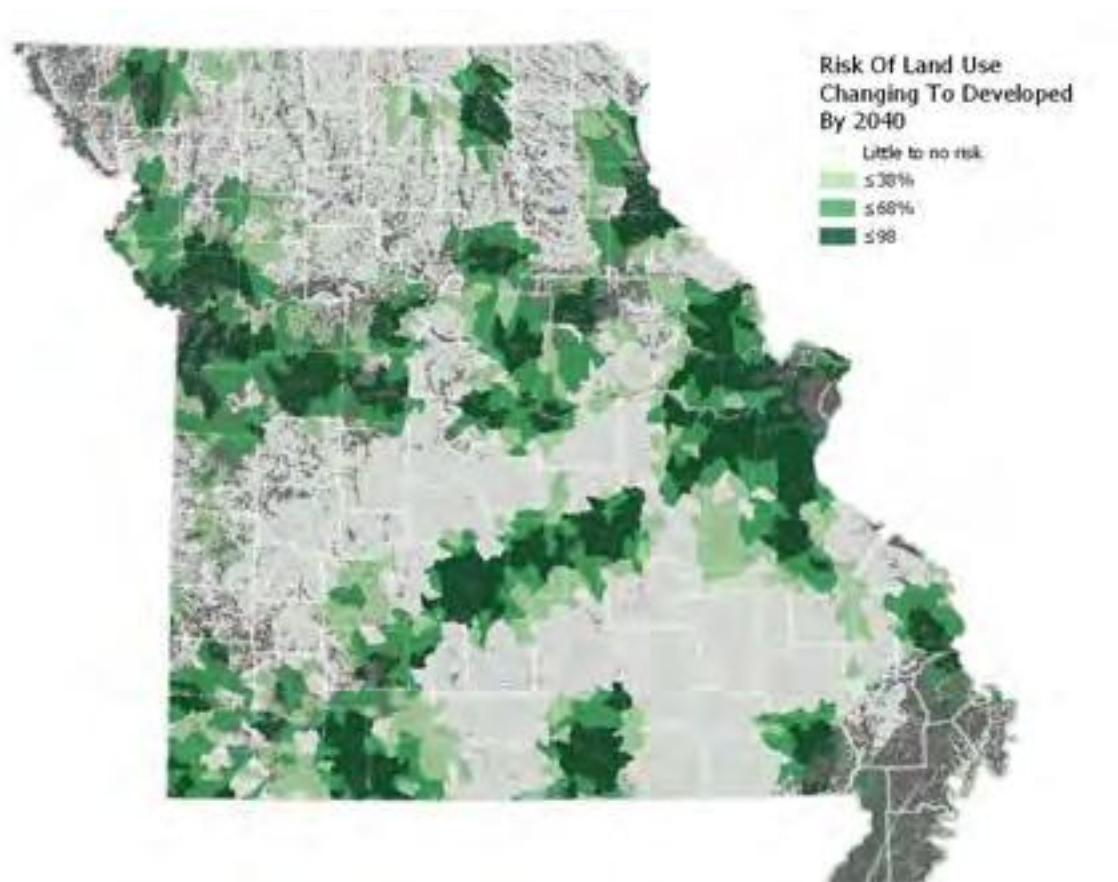 Risk Of Land Use
Changing To Developed
By 2040
Little to no risk
≤38%
≤68%
≤98